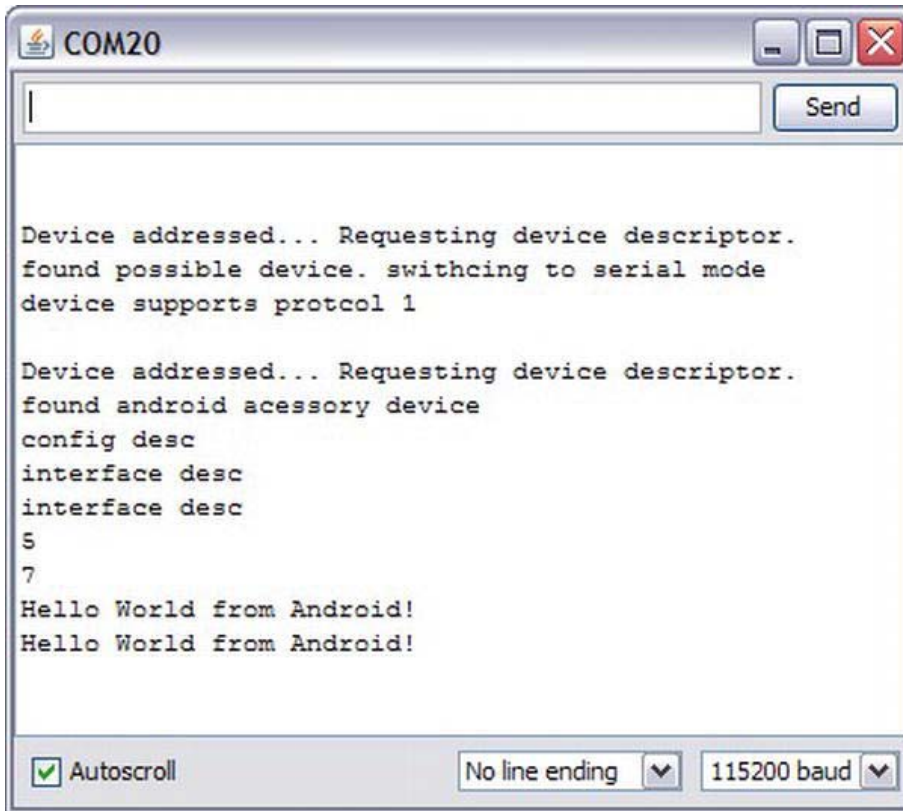 COM20
Send
Device addressed... Requesting device descriptor.
found possible device. swithcing to serial mode
device supports protcol 1
Device addressed... Requesting device descriptor.
found android acessory device
config desc
interface desc
interface desc
5
7
Hello World from Android!
Hello World from Android!
Autoscroll
No line ending
115200 baud